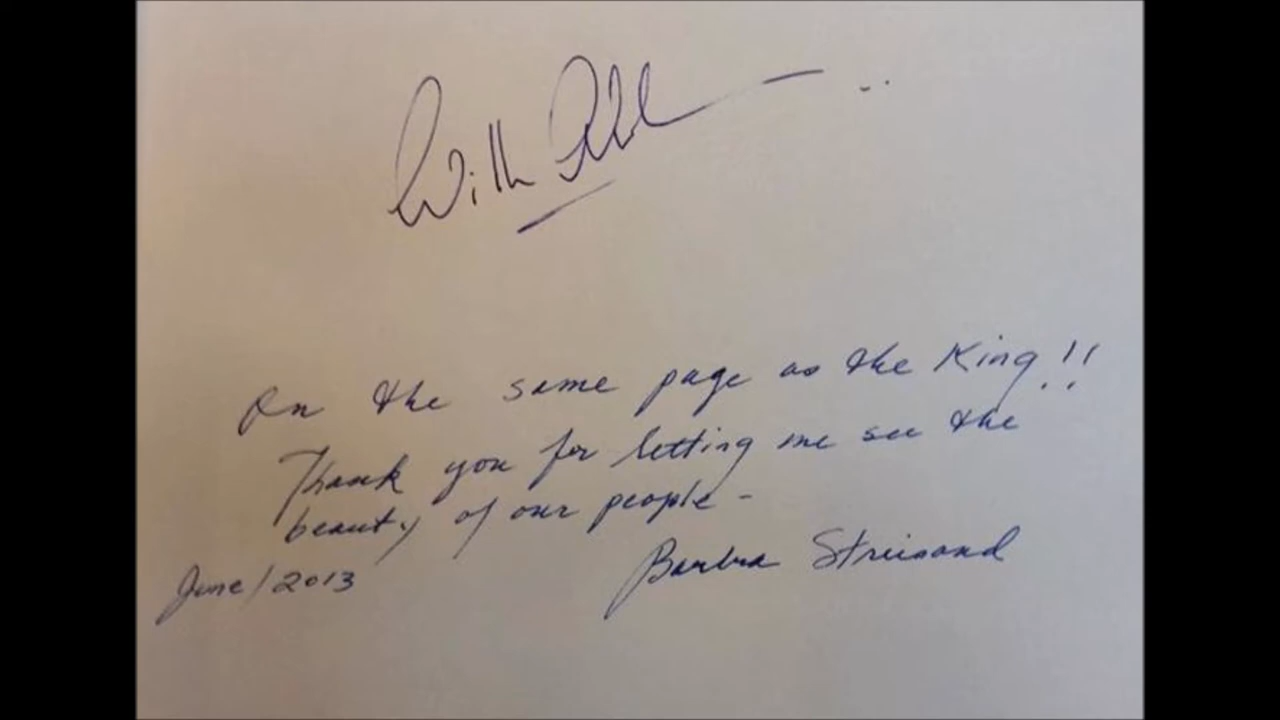 On the same page as the King!!
Thank you for letting me see the
beauty of our people -
June/2013
Barbra Streisand